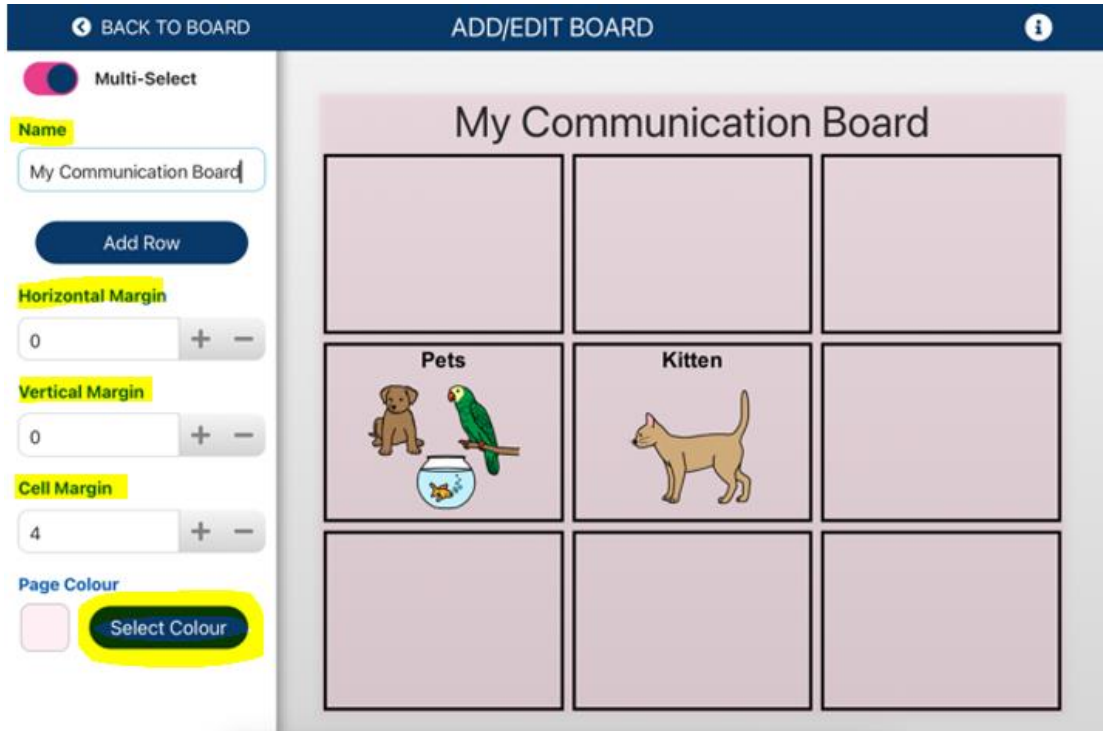 BACK TO BOARD
ADD/EDIT BOARD
Multi-Select
Name
My Communication Board
Add Row
Horizontal Margin
0
Vertical Margin
0
Cell Margin
4
Page Colour
Select Colour
My Communication Board
Pets
Kitten